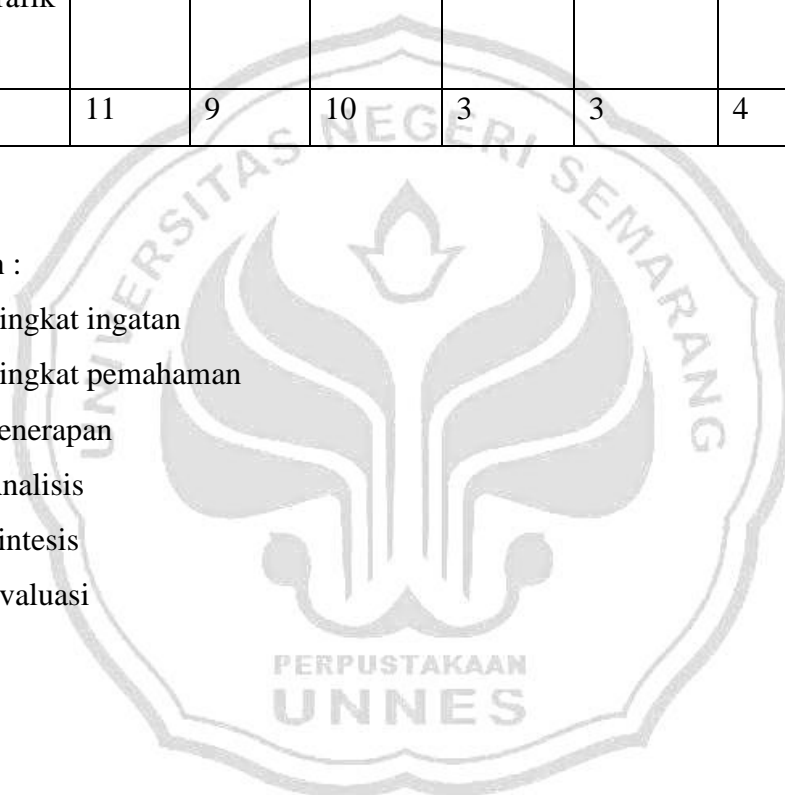 rafik
11 9 10 3 3 4
n :
ingkat ingatan
ingkat pemahaman
enerapan
nalisis
intesis
valuasi
UNIVERSITAS NEGERI SEMARANG
PERPUSTAKAAN
UNNES